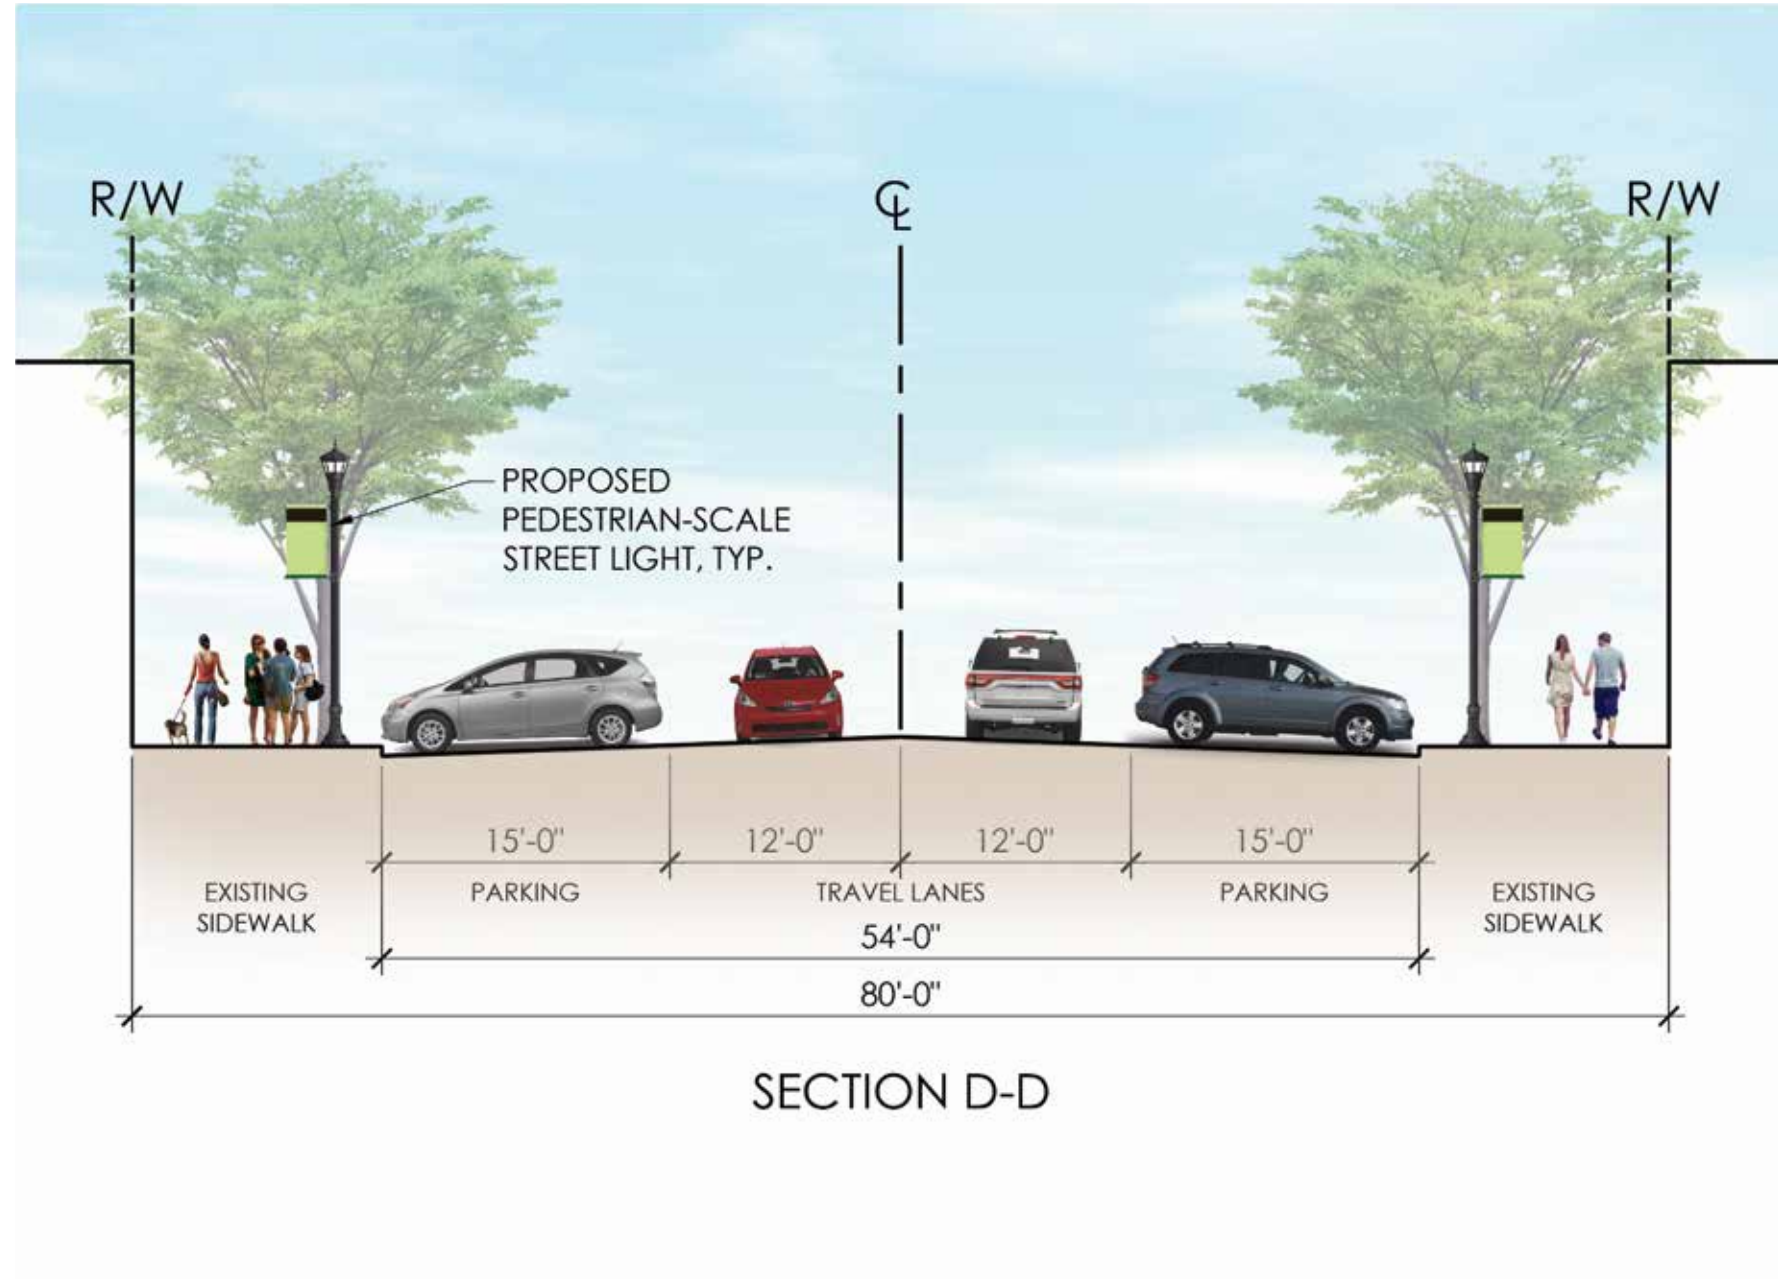 R/W
CL
R/W
PROPOSED
PEDESTRIAN-SCALE
STREET LIGHT, TYP.
15'-0"
12'-0"
12'-0"
15'-0"
EXISTING
SIDEWALK
PARKING
TRAVEL LANES
PARKING
EXISTING
SIDEWALK
54'-0"
80'-0"
SECTION D-D